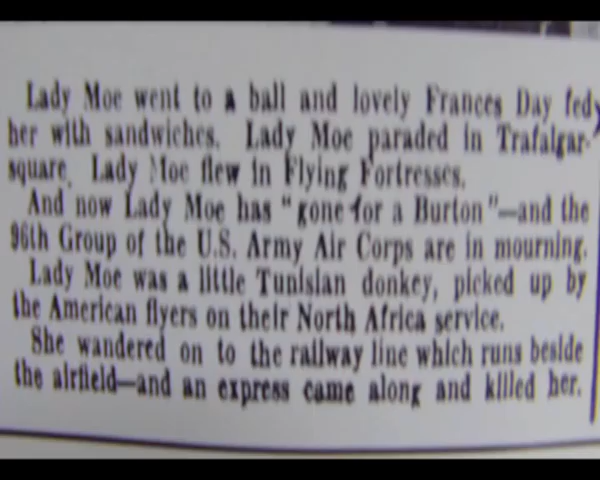 Lady Moe went to a ball and lovely Frances Day fed
her with sandwiches. Lady Moe paraded in Trafalgar-
square. Lady Moe flew in Flying Fortresses.
And now Lady Moe has "gone for a Burton"—and the
96th Group of the U.S. Army Air Corps are in mourning.
Lady Moe was a little Tunisian donkey, picked up by
the American flyers on their North Africa service.
She wandered on to the railway line which runs beside
the airfield—and an express came along and killed her.